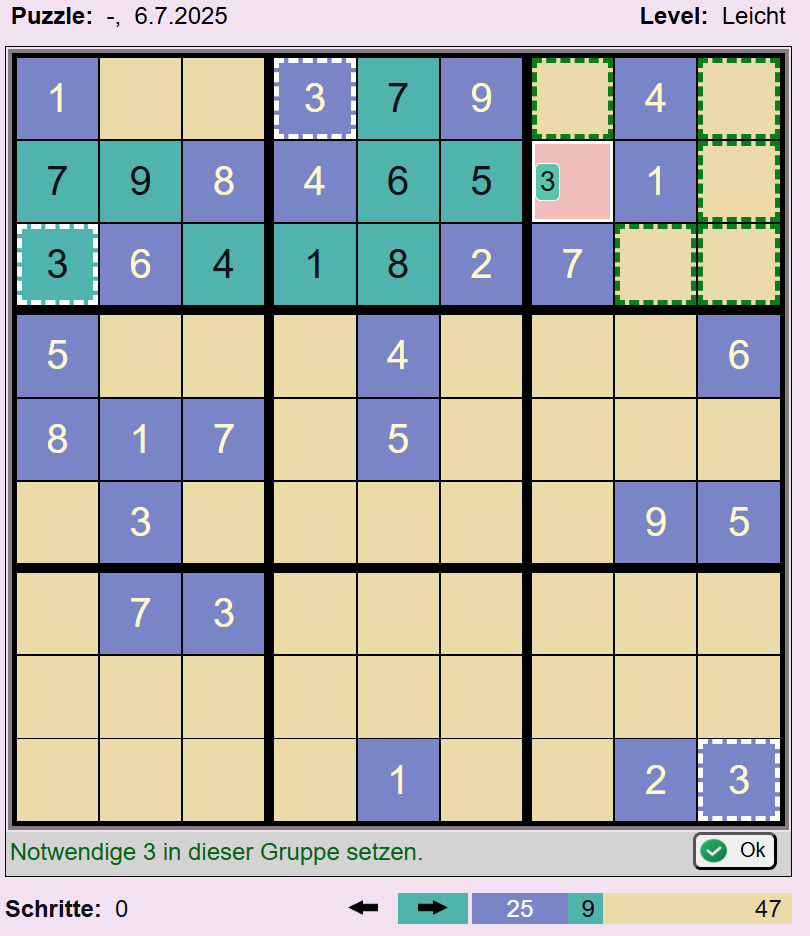 Puzzle: -, 6.7.2025 Level: Leicht
1 3 7 9 4
7 9 8 4 6 5 3 1
3 6 4 1 8 2 7
5 4 6
8 1 7 5
3 9 5
7 3
1 2 3
Notwendige 3 in dieser Gruppe setzen. Ok
Schritte: 0 25 9 47